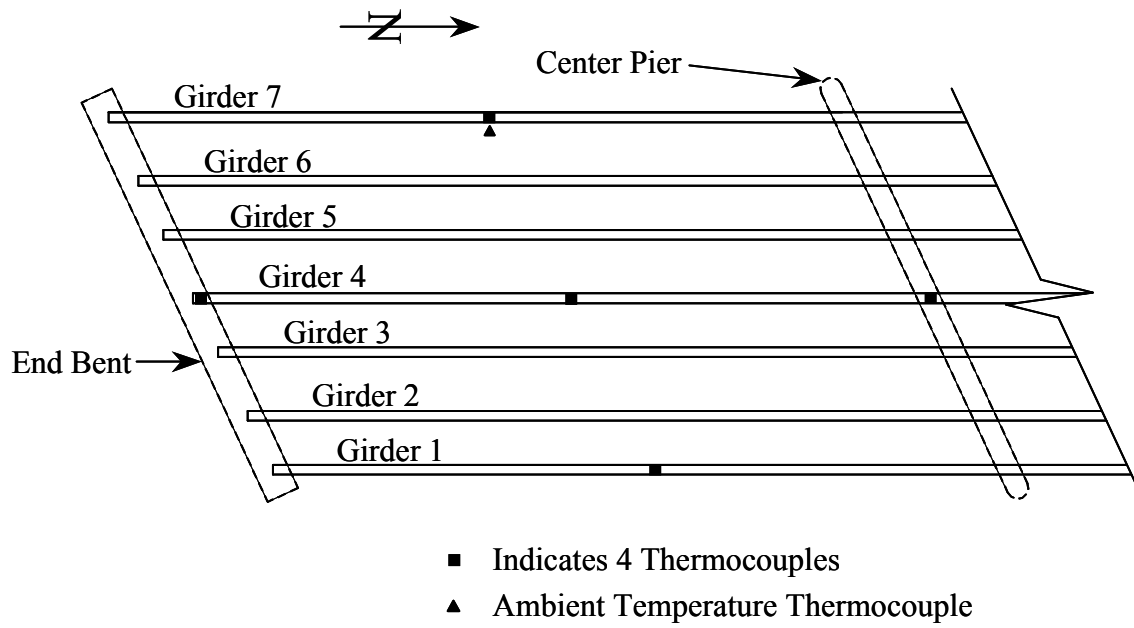 N
Center Pier
Girder 7
Girder 6
Girder 5
Girder 4
Girder 3
End Bent
Girder 2
Girder 1
Indicates 4 Thermocouples
Ambient Temperature Thermocouple